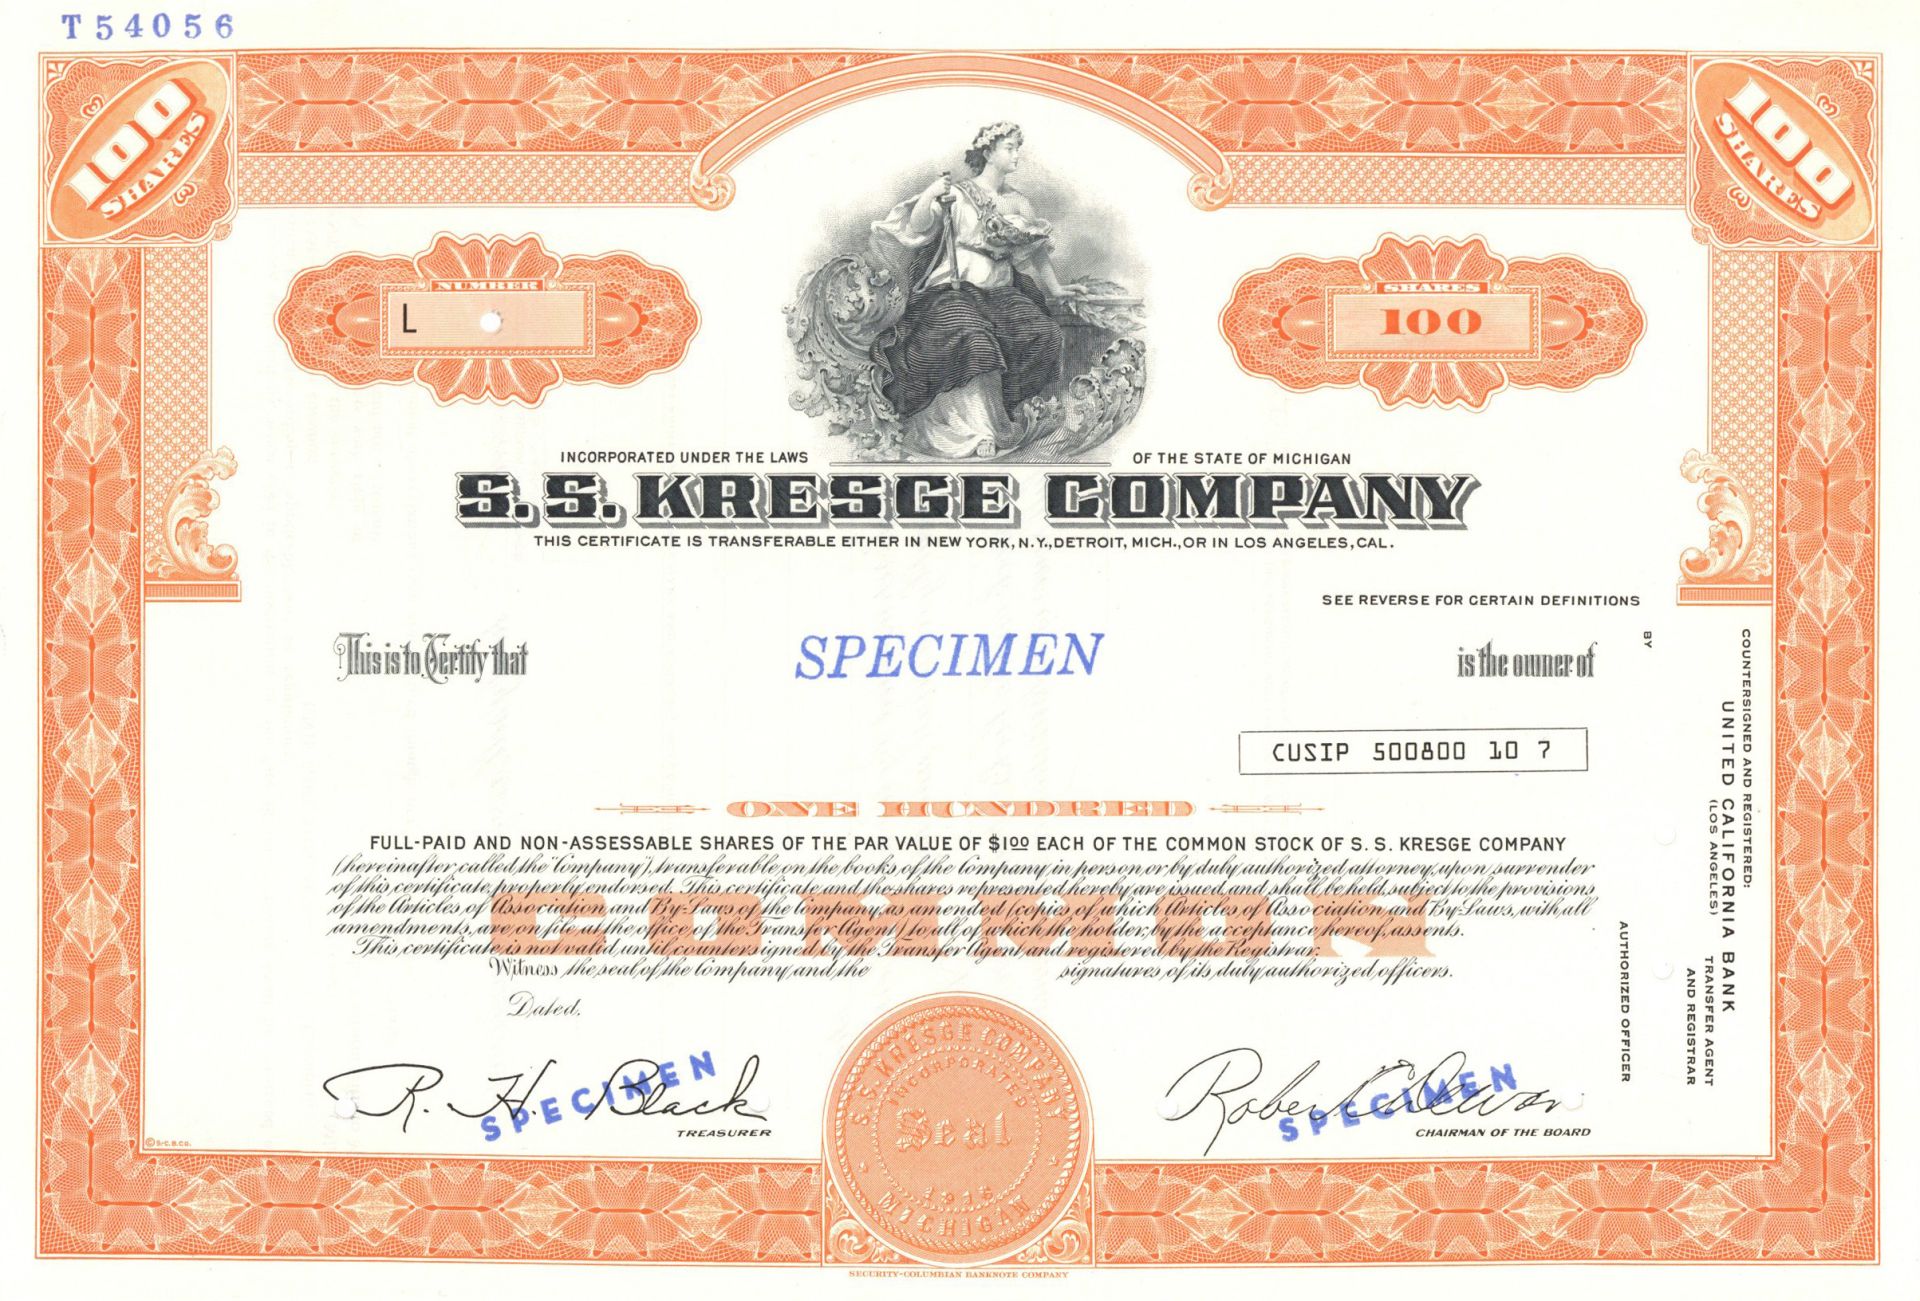 T54056
100
SHARES
100
SHARES
NUMBER
L
SHARES
100
INCORPORATED UNDER THE LAWS OF THE STATE OF MICHIGAN
S.S. KRESGE COMPANY
THIS CERTIFICATE IS TRANSFERABLE EITHER IN NEW YORK, N.Y., DETROIT, MICH., OR IN LOS ANGELES, CAL.
SEE REVERSE FOR CERTAIN DEFINITIONS
This is to Certify that SPECIMEN is the owner of
CUSIP 500800 10 7
ONE HUNDRED
FULL-PAID AND NON-ASSESSABLE SHARES OF THE PAR VALUE OF $1.00 EACH OF THE COMMON STOCK OF S. S. KRESGE COMPANY
(hereinafter called the "Company"), transferable on the books of the Company in person or by duly authorized attorney, upon surrender
of this certificate, properly endorsed. This certificate and the shares represented hereby are issued and shall be held subject to the provisions
of the Articles of Association and By-Laws of the Company, as amended (copies of which Articles of Association and By-Laws, with all
amendments, are on file at the office of the Transfer Agent) to all of which the holder, by the acceptance hereof, assents.
This certificate is not valid until countersigned by the Transfer Agent and registered by the Registrar.
COMMON
Witness the seal of the Company and the signatures of its duly authorized officers.
Dated,
R. H. Black
SPECIMEN
TREASURER
SPECIMEN
CHAIRMAN OF THE BOARD
S. S. KRESGE COMPANY
INCORPORATED
Seal
1916
MICHIGAN
COUNTERSIGNED AND REGISTERED:
UNITED CALIFORNIA BANK
(LOS ANGELES)
TRANSFER AGENT
AND REGISTRAR
BY
AUTHORIZED OFFICER
©S-C.B.CO.
SECURITY-COLUMBIAN BANKNOTE COMPANY